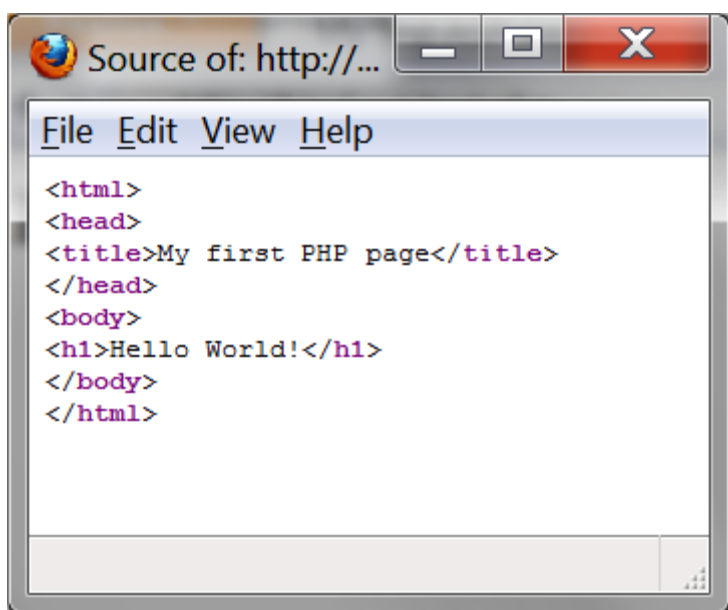 Source of: http://...
File Edit View Help
<html>
<head>
<title>My first PHP page</title>
</head>
<body>
<h1>Hello World!</h1>
</body>
</html>